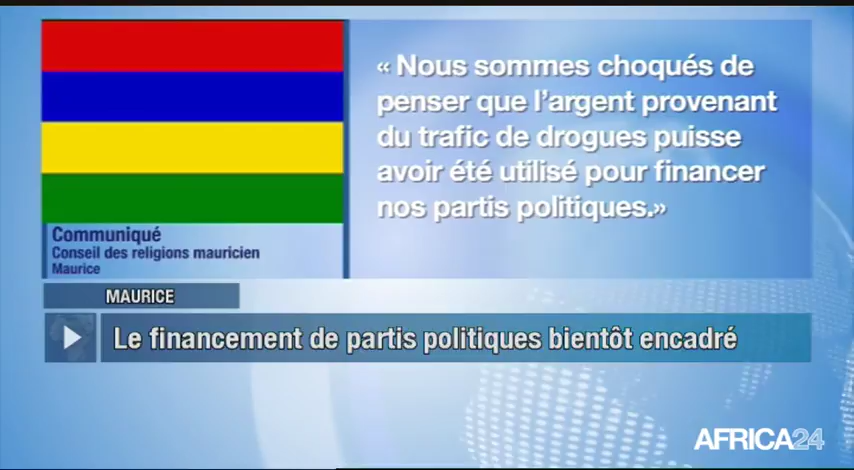 « Nous sommes choqués de
penser que l’argent provenant
du trafic de drogues puisse
avoir été utilisé pour financer
nos partis politiques.»
Communiqué
Conseil des religions mauricien
Maurice
MAURICE
Le financement de partis politiques bientôt encadré
AFRICA24